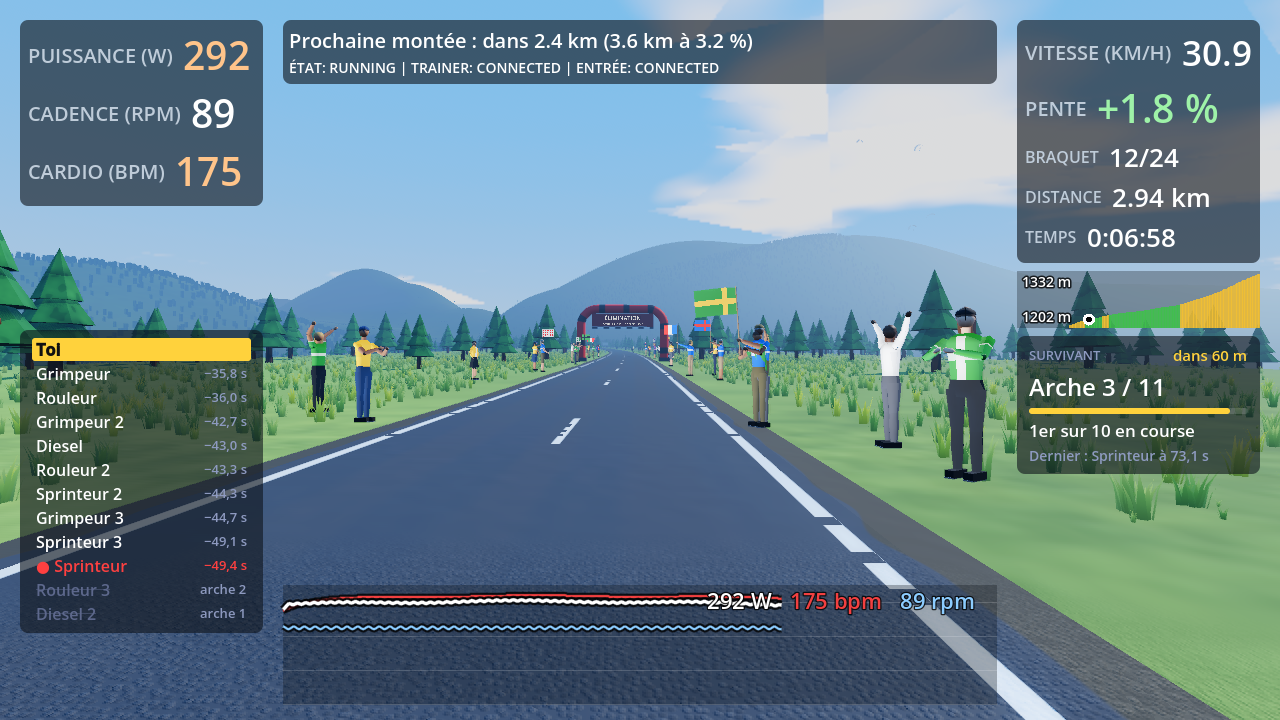 PUISSANCE (W) 292
CADENCE (RPM) 89
CARDIO (BPM) 175
Prochaine montée : dans 2.4 km (3.6 km à 3.2 %)
ÉTAT: RUNNING | TRAINER: CONNECTED | ENTRÉE: CONNECTED
VITESSE (KM/H) 30.9
PENTE +1.8 %
BRAQUET 12/24
DISTANCE 2.94 km
TEMPS 0:06:58
1332 m
1202 m
SURVIVANT dans 60 m
Arche 3 / 11
1er sur 10 en course
Dernier : Sprinteur à 73,1 s
ÉLIMINATION
Toi
Grimpeur −35,8 s
Rouleur −36,0 s
Grimpeur 2 −42,7 s
Diesel −43,0 s
Rouleur 2 −43,3 s
Sprinteur 2 −44,3 s
Grimpeur 3 −44,7 s
Sprinteur 3 −49,1 s
Sprinteur −49,4 s
Rouleur 3 arche 2
Diesel 2 arche 1
292 W 175 bpm 89 rpm